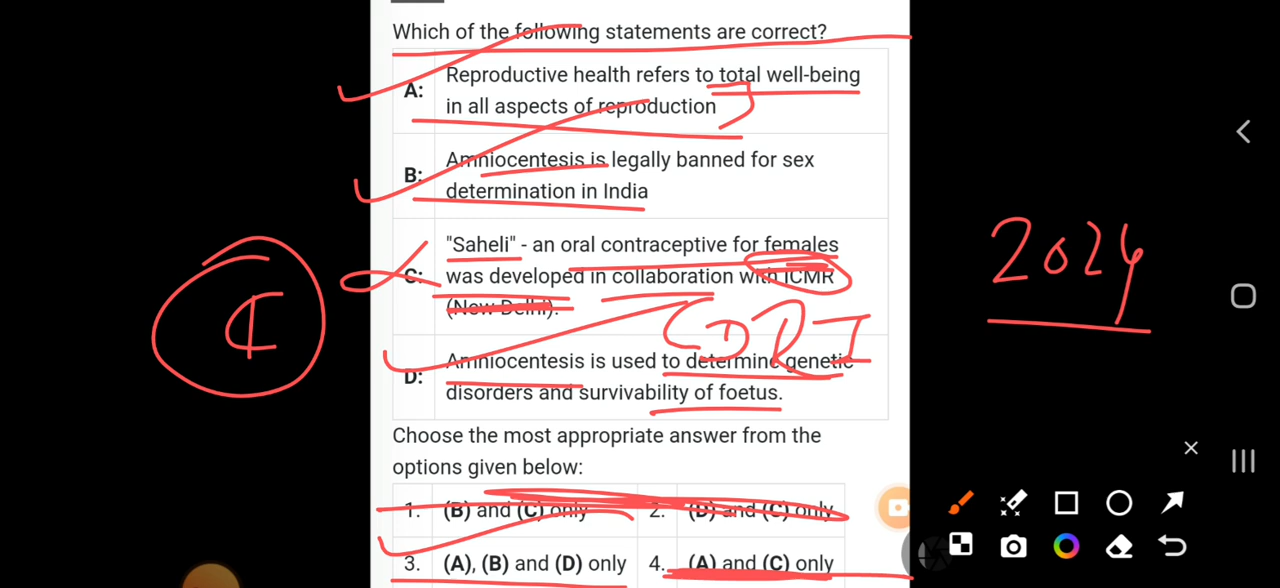 Which of the following statements are correct?
A: Reproductive health refers to total well-being
in all aspects of reproduction
B: Amniocentesis is legally banned for sex
determination in India
C: "Saheli" - an oral contraceptive for females
was developed in collaboration with ICMR
(New Delhi).
CDRI
D: Amniocentesis is used to determine genetic
disorders and survivability of foetus.
Choose the most appropriate answer from the
options given below:
1. (B) and (C) only 2. (D) and (C) only
3. (A), (B) and (D) only 4. (A) and (C) only
2024